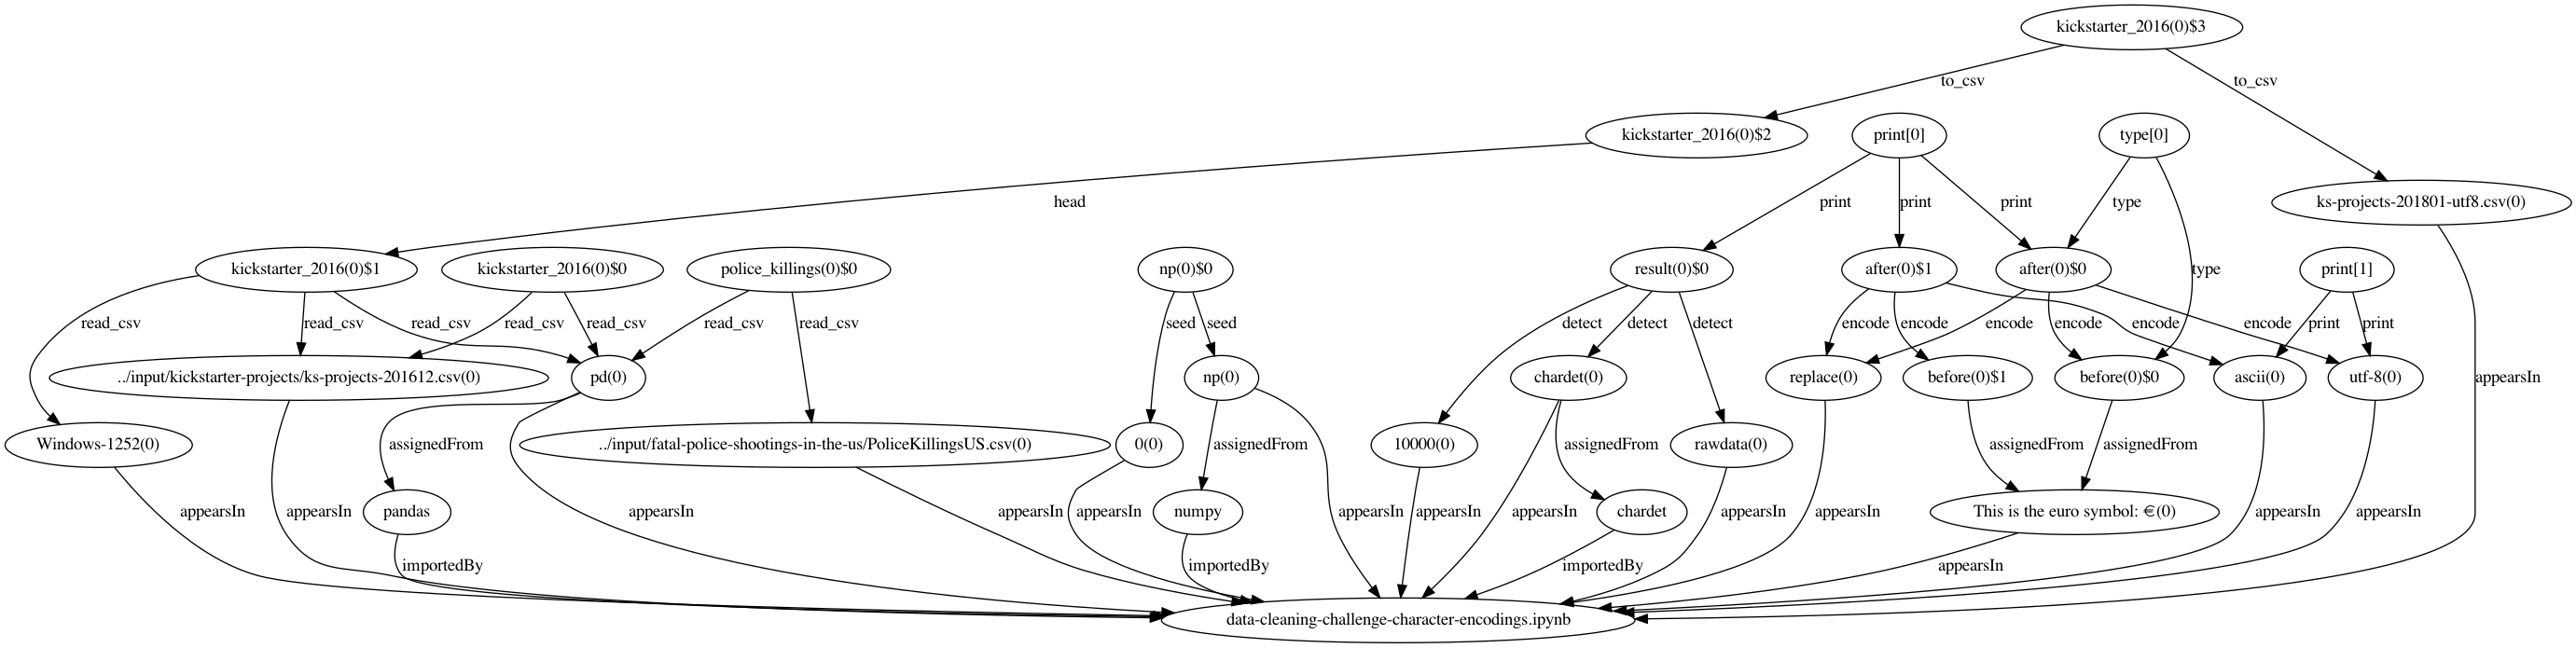 kickstarter_2016(0)$3
to_csv
to_csv
kickstarter_2016(0)$2
print[0]
type[0]
head
print
print
print
type
ks-projects-201801-utf8.csv(0)
kickstarter_2016(0)$1
kickstarter_2016(0)$0
police_killings(0)$0
np(0)$0
result(0)$0
after(0)$1
after(0)$0
type
print[1]
read_csv
read_csv
read_csv
read_csv
read_csv
read_csv
read_csv
seed
seed
detect
detect
detect
encode
encode
encode
encode
encode
encode
print
print
../input/kickstarter-projects/ks-projects-201612.csv(0)
pd(0)
np(0)
chardet(0)
replace(0)
before(0)$1
before(0)$0
ascii(0)
utf-8(0)
appearsIn
Windows-1252(0)
assignedFrom
../input/fatal-police-shootings-in-the-us/PoliceKillingsUS.csv(0)
0(0)
assignedFrom
10000(0)
assignedFrom
rawdata(0)
assignedFrom
assignedFrom
appearsIn
appearsIn
pandas
appearsIn
appearsIn
appearsIn
numpy
appearsIn
appearsIn
appearsIn
chardet
appearsIn
appearsIn
This is the euro symbol: €(0)
appearsIn
appearsIn
importedBy
importedBy
importedBy
appearsIn
data-cleaning-challenge-character-encodings.ipynb